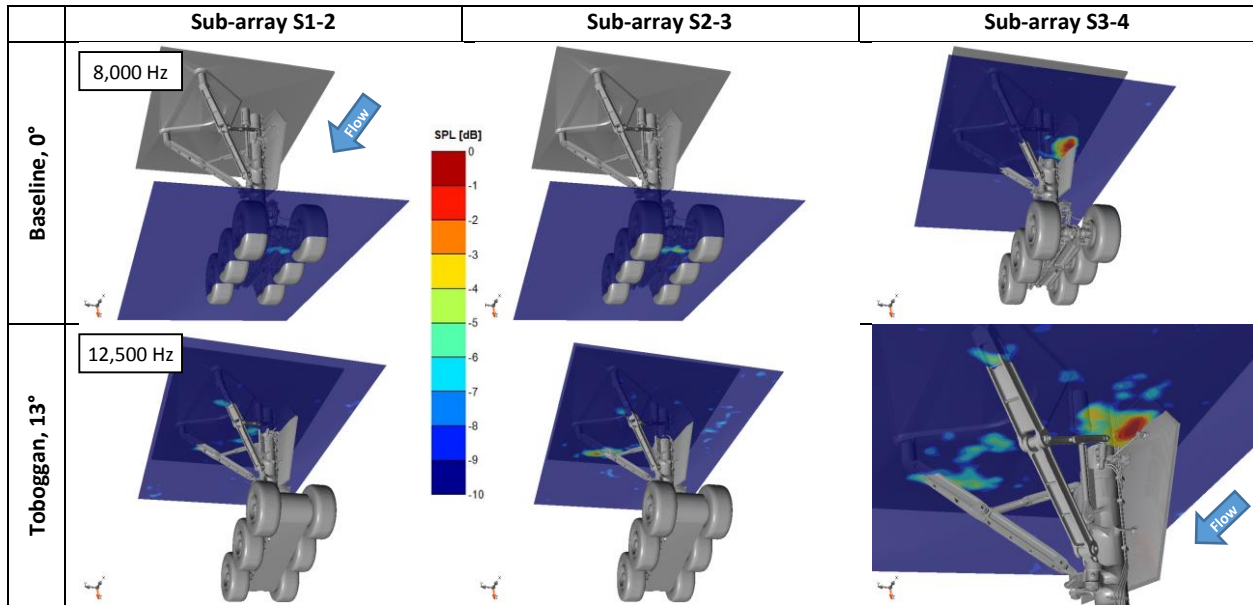 Sub-array S1-2
Sub-array S2-3
Sub-array S3-4
Baseline, 0°
8,000 Hz
Flow
SPL [dB]
0
-1
-2
-3
-4
-5
-6
-7
-8
-9
-10
Toboggan, 13°
12,500 Hz
Flow